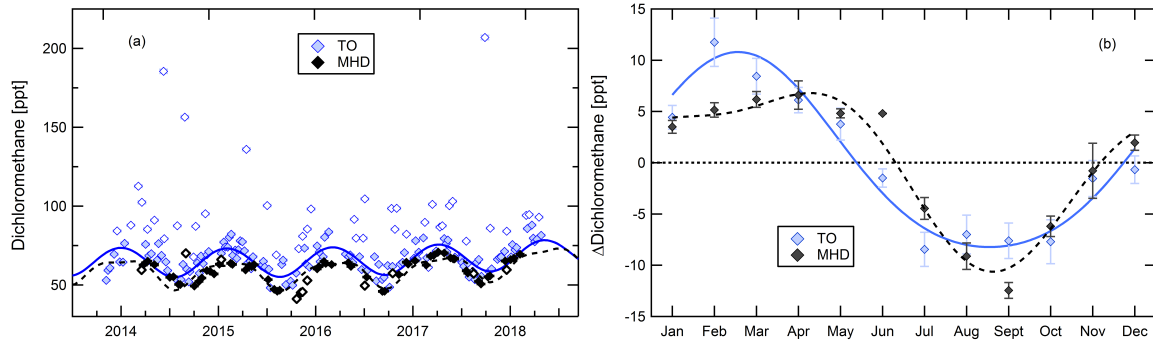 (a)
TO
MHD
Dichloromethane [ppt]
200
150
100
50
2014 2015 2016 2017 2018
(b)
TO
MHD
ΔDichloromethane [ppt]
15
10
5
0
-5
-10
-15
Jan Feb Mar Apr May Jun Jul Aug Sept Oct Nov Dec